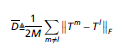 D̅≜1/2M ∑_{m≠l} ||T^m − T^l||_F